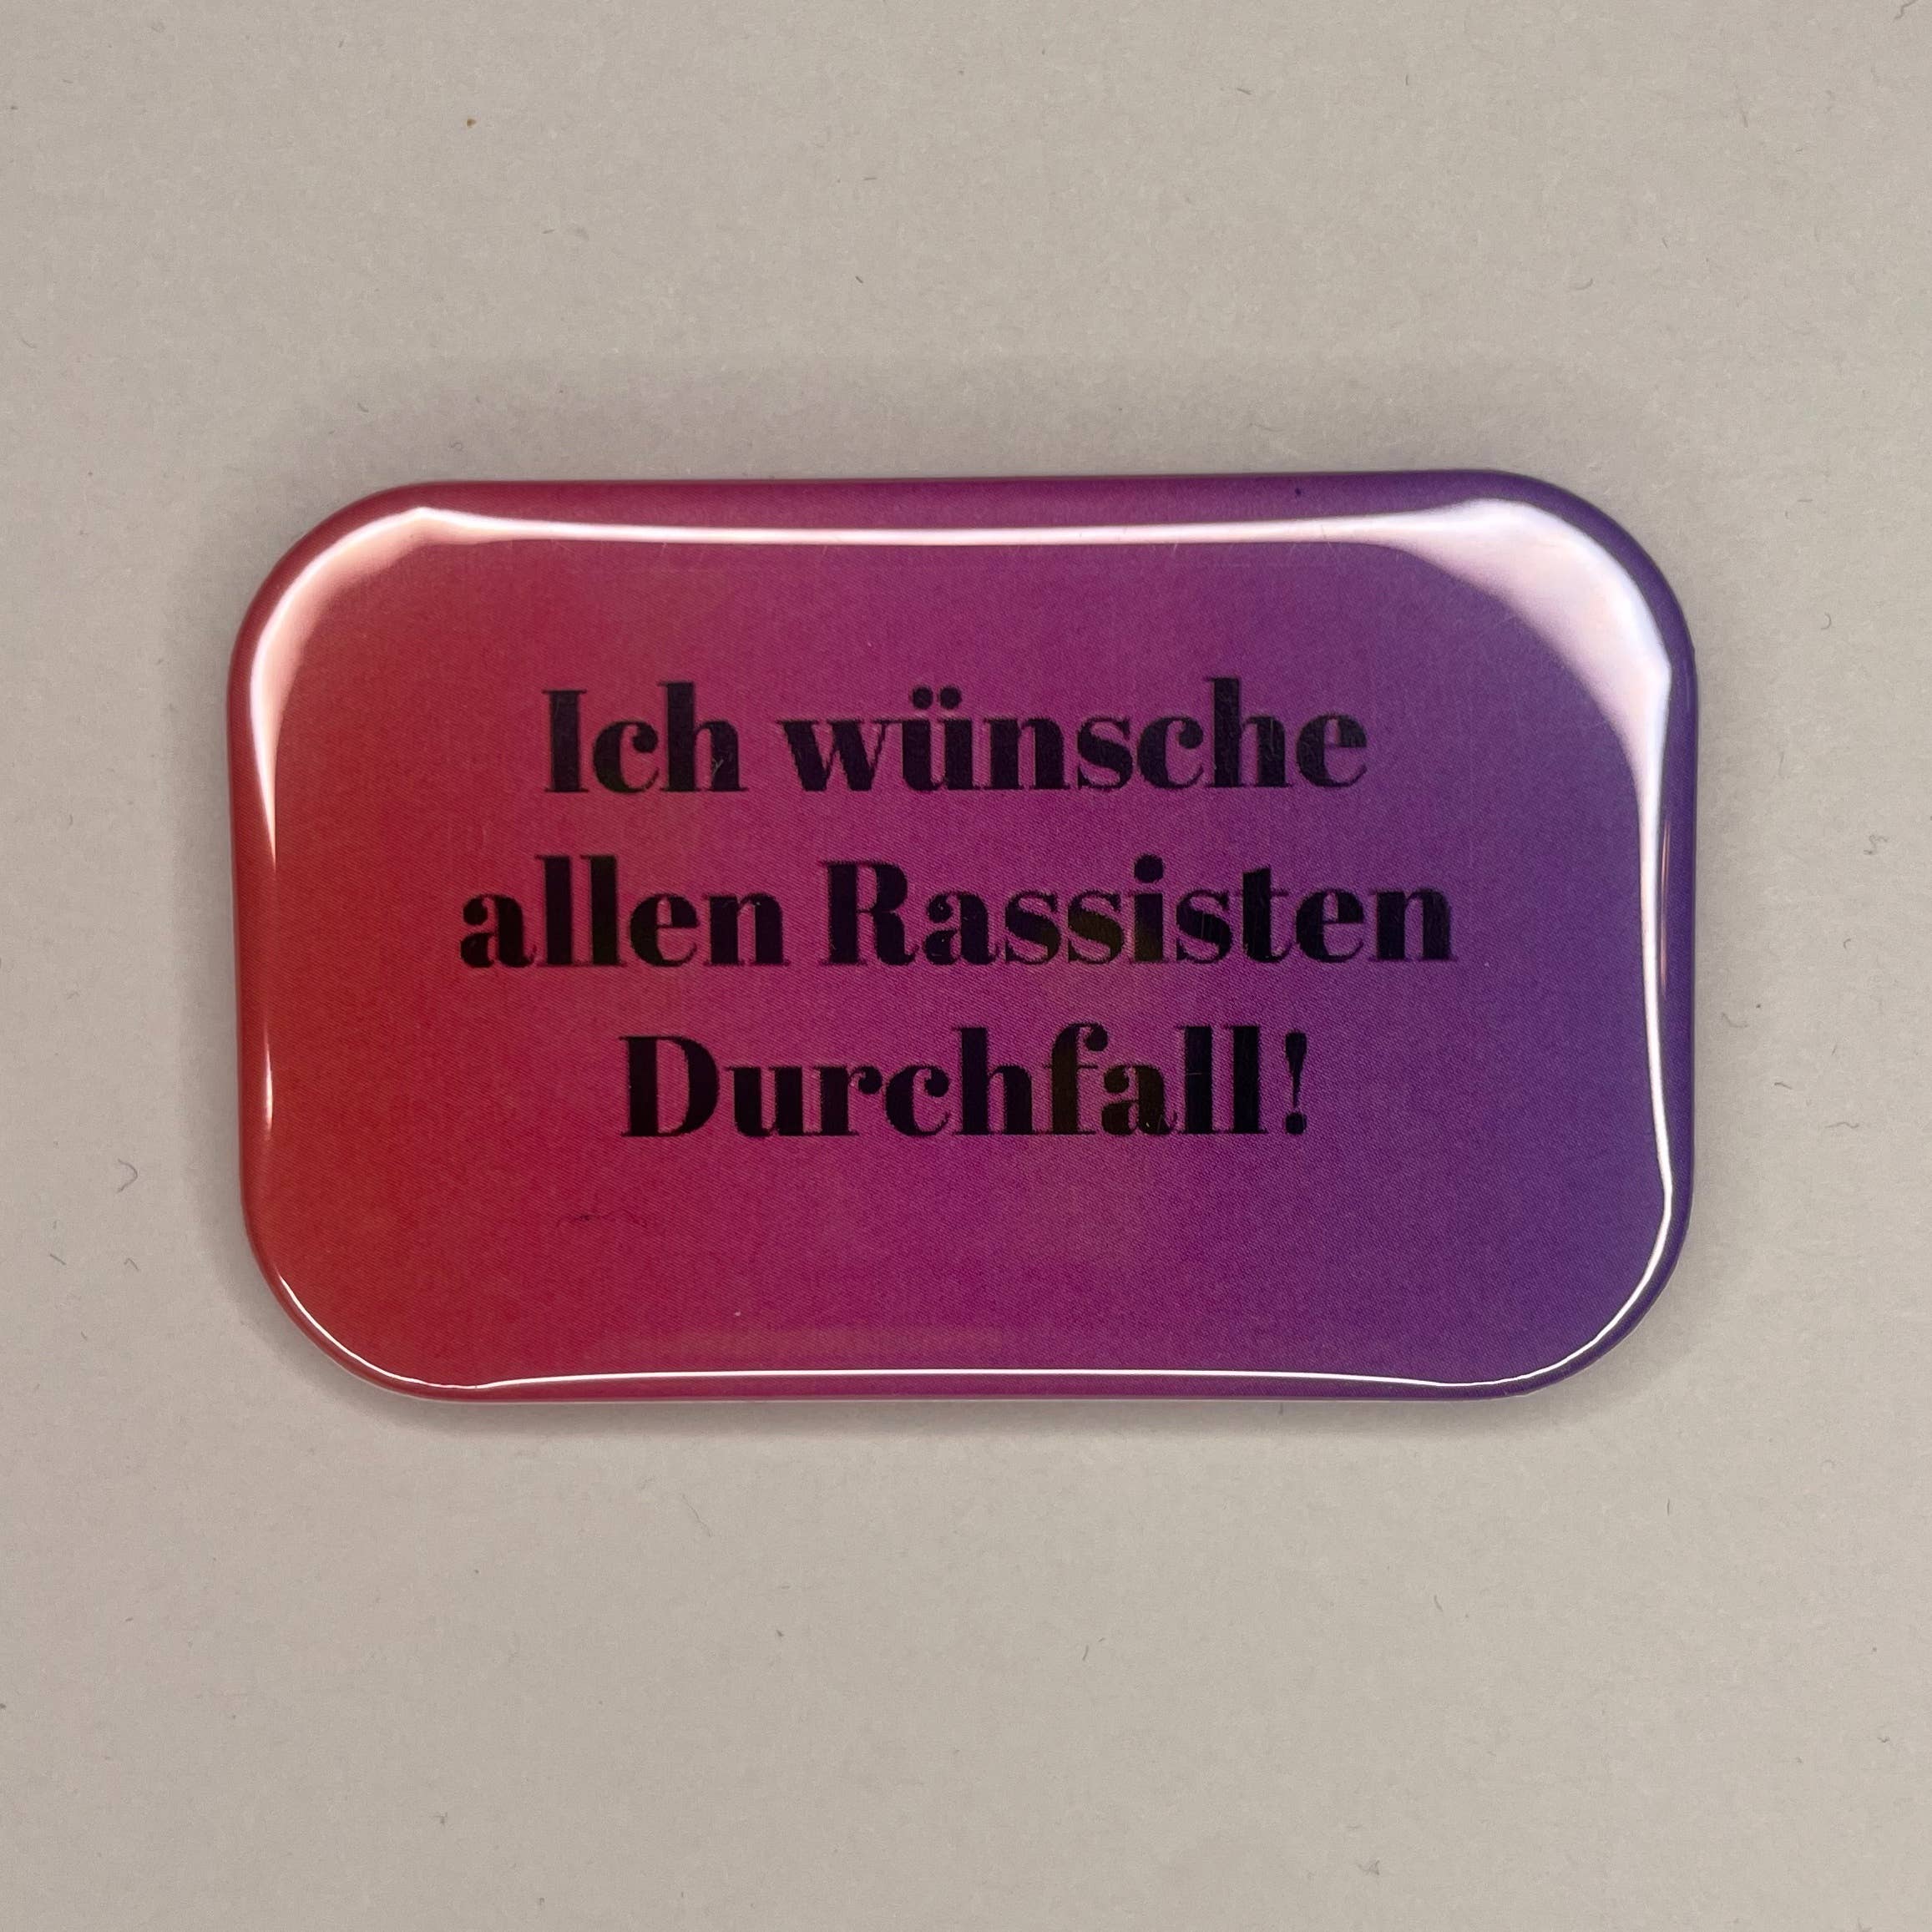 Ich wünsche
allen Rassisten
Durchfall!